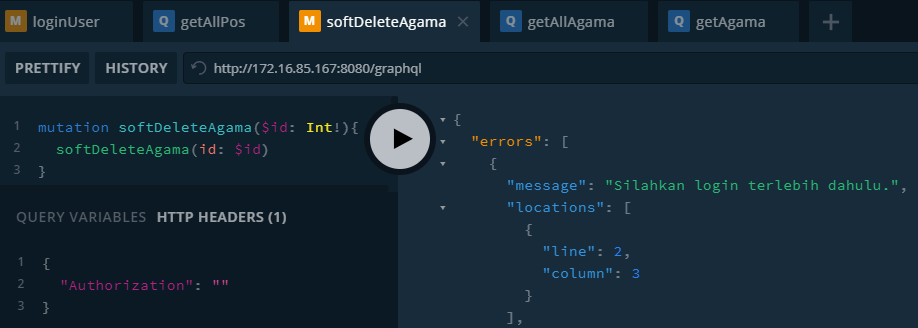 M loginUser
Q getAllPos
M softDeleteAgama ×
Q getAllAgama
Q getAgama
+
PRETTIFY
HISTORY
http://172.16.85.167:8080/graphql
1 mutation softDeleteAgama($id: Int!){
2 softDeleteAgama(id: $id)
3 }
QUERY VARIABLES HTTP HEADERS (1)
1 {
2 "Authorization": ""
3 }
{
"errors": [
{
"message": "Silahkan login terlebih dahulu.",
"locations": [
{
"line": 2,
"column": 3
}
],